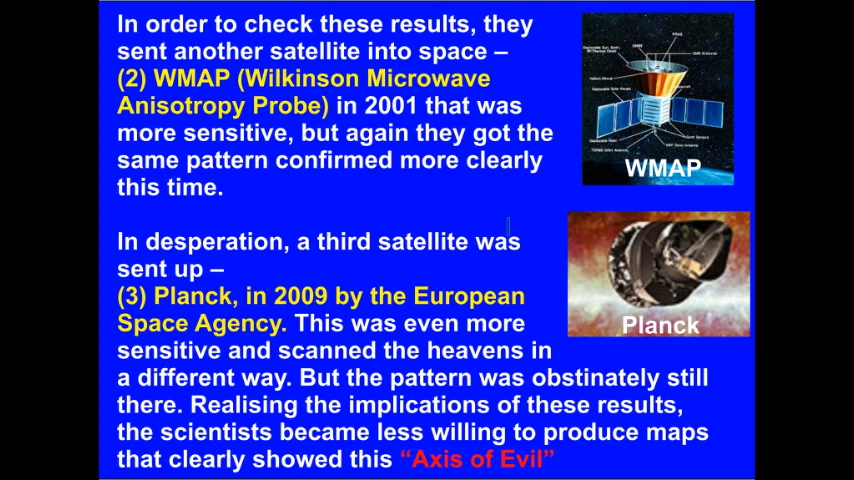 In order to check these results, they
sent another satellite into space –
(2) WMAP (Wilkinson Microwave
Anisotropy Probe) in 2001 that was
more sensitive, but again they got the
same pattern confirmed more clearly
this time.
WMAP
In desperation, a third satellite was
sent up –
(3) Planck, in 2009 by the European
Space Agency. This was even more
sensitive and scanned the heavens in
a different way. But the pattern was obstinately still
there. Realising the implications of these results,
the scientists became less willing to produce maps
that clearly showed this “Axis of Evil”
Planck